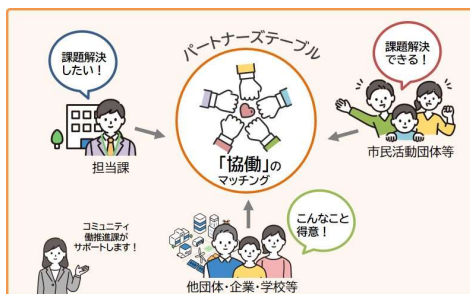 パートナーズテーブル
課題解決
したい！
課題解決
できる！
「協働」の
マッチング
担当課
市民活動団体等
コミュニティ
働推進課が
サポートします！
こんなこと
得意！
他団体・企業・学校等